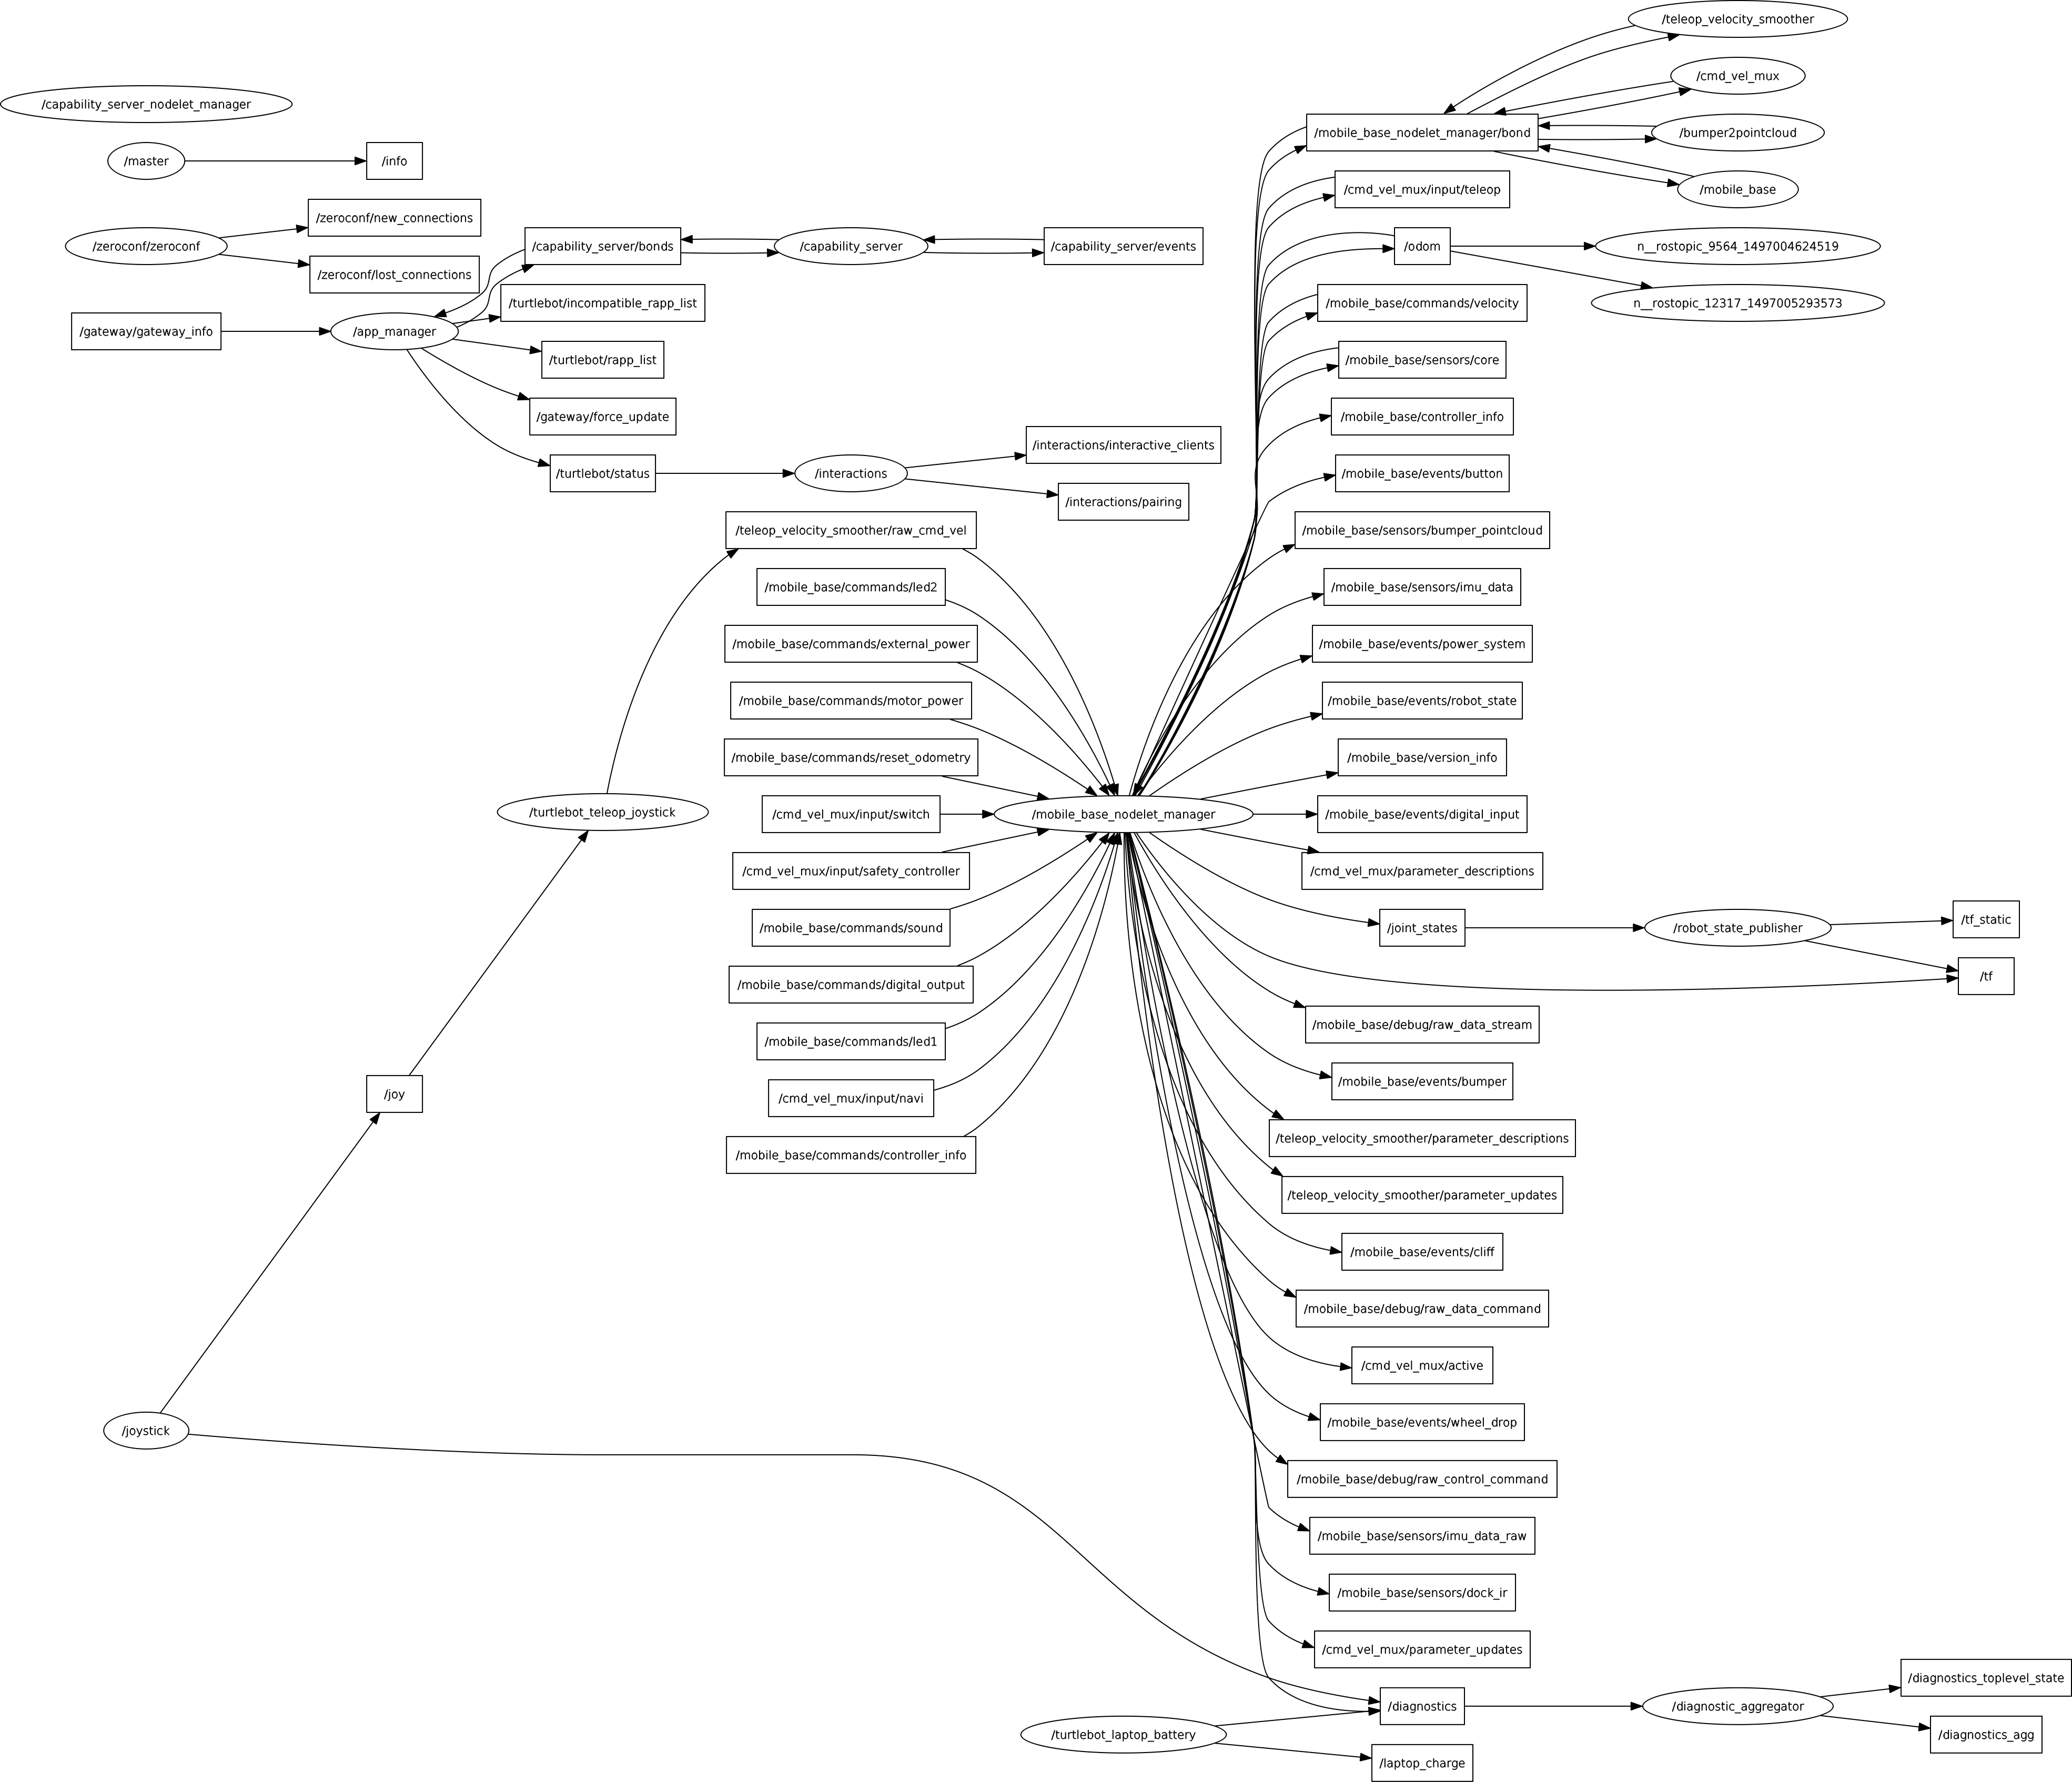 /teleop_velocity_smoother
/cmd_vel_mux
/capability_server_nodelet_manager
/mobile_base_nodelet_manager/bond
/bumper2pointcloud
/master
/info
/mobile_base
/cmd_vel_mux/input/teleop
/zeroconf/new_connections
/zeroconf/zeroconf
/capability_server/bonds
/capability_server
/capability_server/events
/odom
n__rostopic_9564_1497004624519
/zeroconf/lost_connections
/turtlebot/incompatible_rapp_list
/mobile_base/commands/velocity
n__rostopic_12317_1497005293573
/gateway/gateway_info
/app_manager
/turtlebot/rapp_list
/mobile_base/sensors/core
/gateway/force_update
/mobile_base/controller_info
/interactions/interactive_clients
/turtlebot/status
/interactions
/mobile_base/events/button
/interactions/pairing
/teleop_velocity_smoother/raw_cmd_vel
/mobile_base/sensors/bumper_pointcloud
/mobile_base/commands/led2
/mobile_base/sensors/imu_data
/mobile_base/commands/external_power
/mobile_base/events/power_system
/mobile_base/commands/motor_power
/mobile_base/events/robot_state
/mobile_base/commands/reset_odometry
/mobile_base/version_info
/turtlebot_teleop_joystick
/cmd_vel_mux/input/switch
/mobile_base_nodelet_manager
/mobile_base/events/digital_input
/cmd_vel_mux/input/safety_controller
/cmd_vel_mux/parameter_descriptions
/mobile_base/commands/sound
/joint_states
/robot_state_publisher
/tf_static
/tf
/mobile_base/commands/digital_output
/mobile_base/debug/raw_data_stream
/mobile_base/commands/led1
/mobile_base/events/bumper
/joy
/cmd_vel_mux/input/navi
/teleop_velocity_smoother/parameter_descriptions
/mobile_base/commands/controller_info
/teleop_velocity_smoother/parameter_updates
/mobile_base/events/cliff
/mobile_base/debug/raw_data_command
/cmd_vel_mux/active
/joystick
/mobile_base/events/wheel_drop
/mobile_base/debug/raw_control_command
/mobile_base/sensors/imu_data_raw
/mobile_base/sensors/dock_ir
/cmd_vel_mux/parameter_updates
/diagnostics_toplevel_state
/diagnostics
/diagnostic_aggregator
/turtlebot_laptop_battery
/diagnostics_agg
/laptop_charge